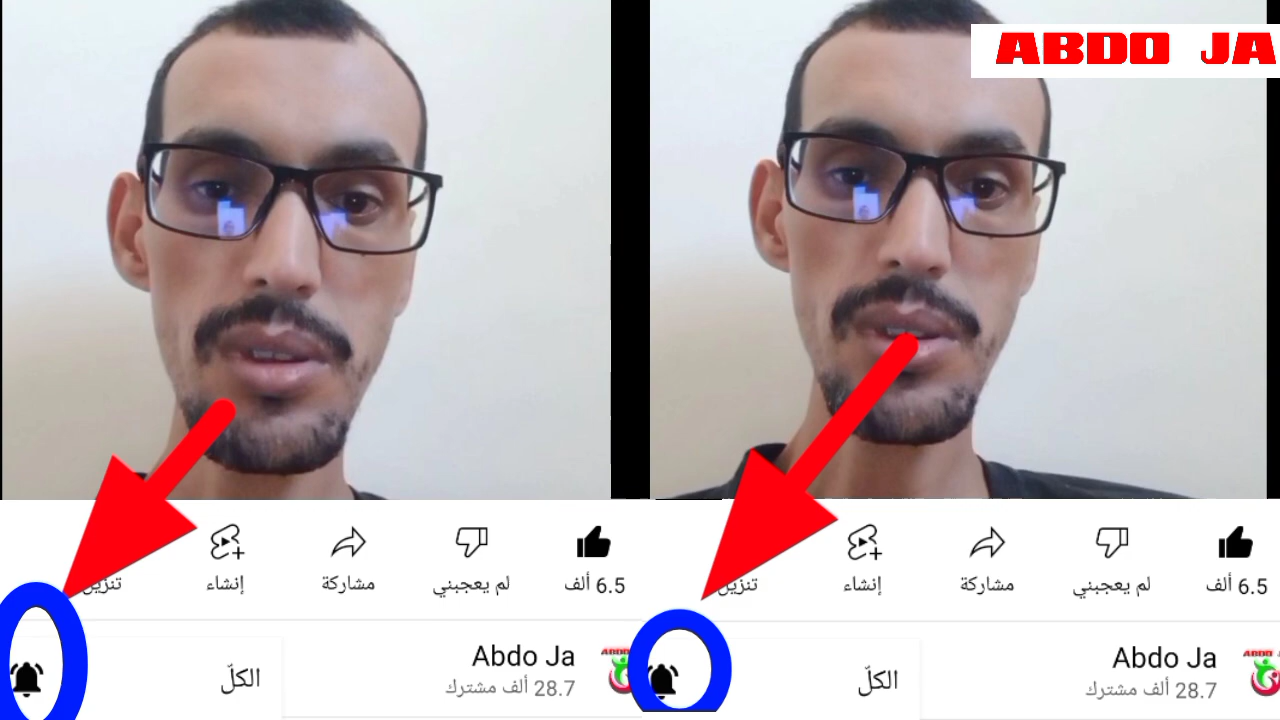 ABDO JA
6.5 ألف
لم يعجبني
مشاركة
إنشاء
تنزيل
6.5 ألف
لم يعجبني
مشاركة
إنشاء
تنزيل
Abdo Ja
28.7 ألف مشترك
الكلّ
Abdo Ja
28.7 ألف مشترك
الكلّ